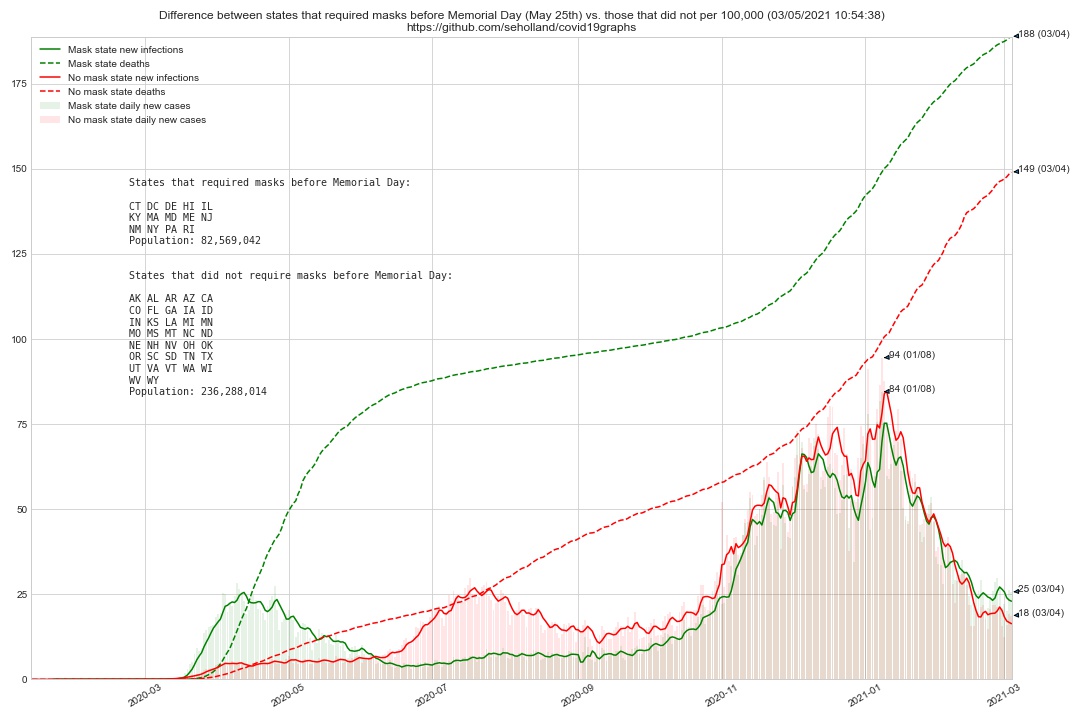 Difference between states that required masks before Memorial Day (May 25th) vs. those that did not per 100,000 (03/05/2021 10:54:38)
https://github.com/seholland/covid19graphs
Mask state new infections
Mask state deaths
No mask state new infections
No mask state deaths
Mask state daily new cases
No mask state daily new cases
188 (03/04)
175
150
149 (03/04)
States that required masks before Memorial Day:
CT DC DE HI IL
KY MA MD ME NJ
NM NY PA RI
Population: 82,569,042
125
States that did not require masks before Memorial Day:
AK AL AR AZ CA
CO FL GA IA ID
IN KS LA MI MN
MO MS MT NC ND
NE NH NV OH OK
OR SC SD TN TX
UT VA VT WA WI
WV WY
Population: 236,288,014
100
94 (01/08)
84 (01/08)
75
50
25
25 (03/04)
18 (03/04)
0
2020-03
2020-05
2020-07
2020-09
2020-11
2021-01
2021-03